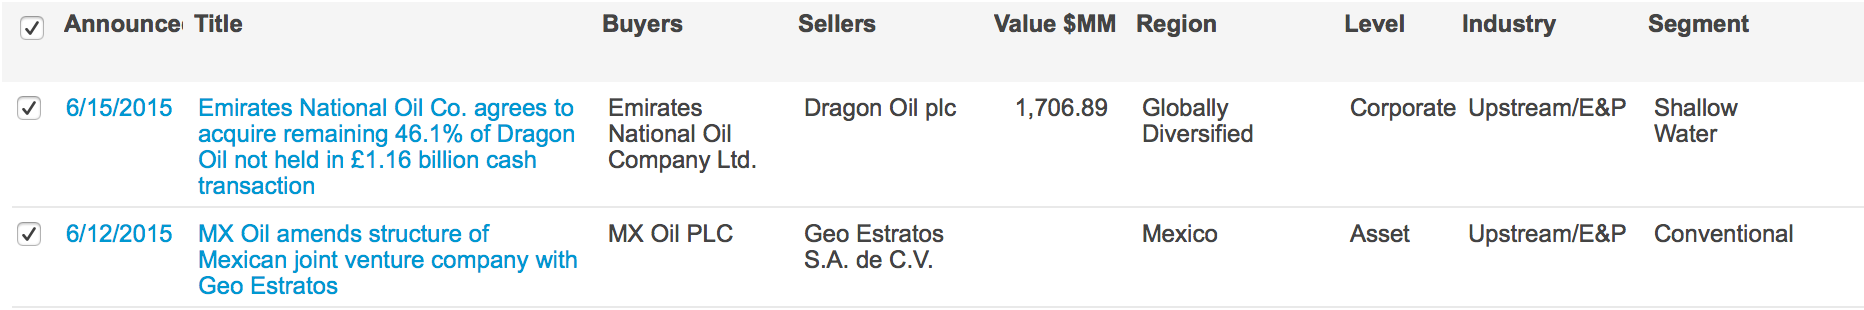 Announce Title Buyers Sellers Value $MM Region Level Industry Segment
6/15/2015 Emirates National Oil Co. agrees to Emirates Dragon Oil plc 1,706.89 Globally Corporate Upstream/E&P Shallow
acquire remaining 46.1% of Dragon National Oil Diversified Water
Oil not held in £1.16 billion cash Company Ltd.
transaction
6/12/2015 MX Oil amends structure of MX Oil PLC Geo Estratos Mexico Asset Upstream/E&P Conventional
Mexican joint venture company with S.A. de C.V.
Geo Estratos